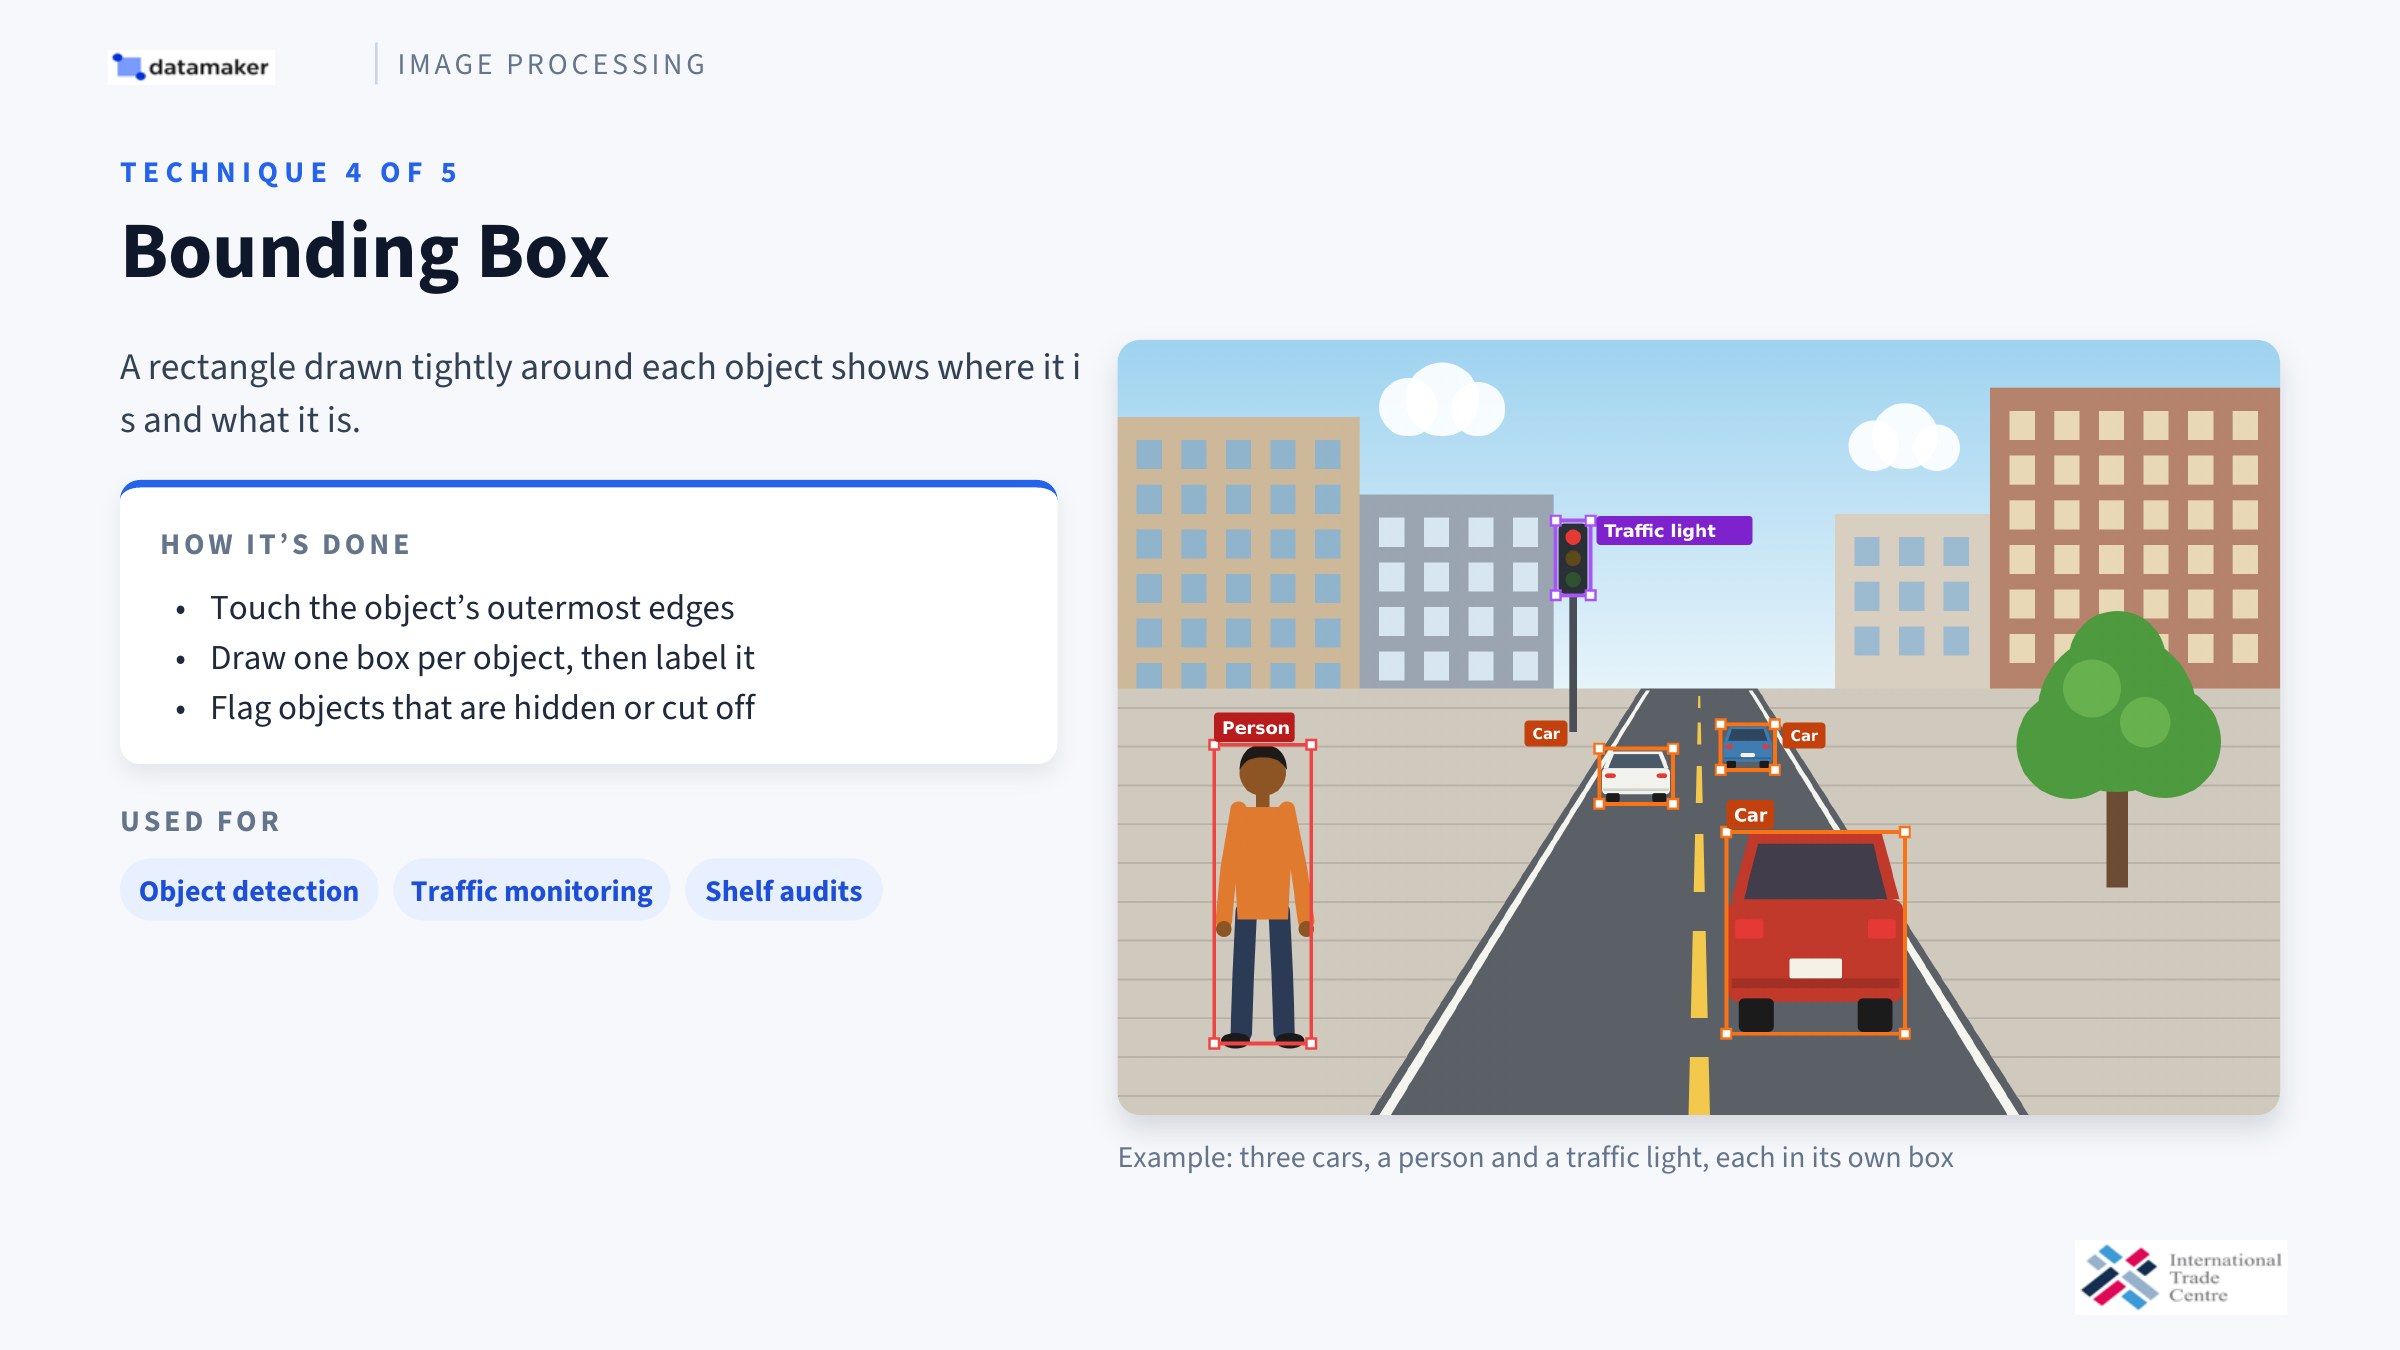 datamaker
IMAGE PROCESSING
TECHNIQUE 4 OF 5
Bounding Box
A rectangle drawn tightly around each object shows where it i
s and what it is.
HOW IT’S DONE
• Touch the object’s outermost edges
• Draw one box per object, then label it
• Flag objects that are hidden or cut off
USED FOR
Object detection
Traffic monitoring
Shelf audits
Traffic light
Person
Car
Car
Car
Example: three cars, a person and a traffic light, each in its own box
International
Trade
Centre